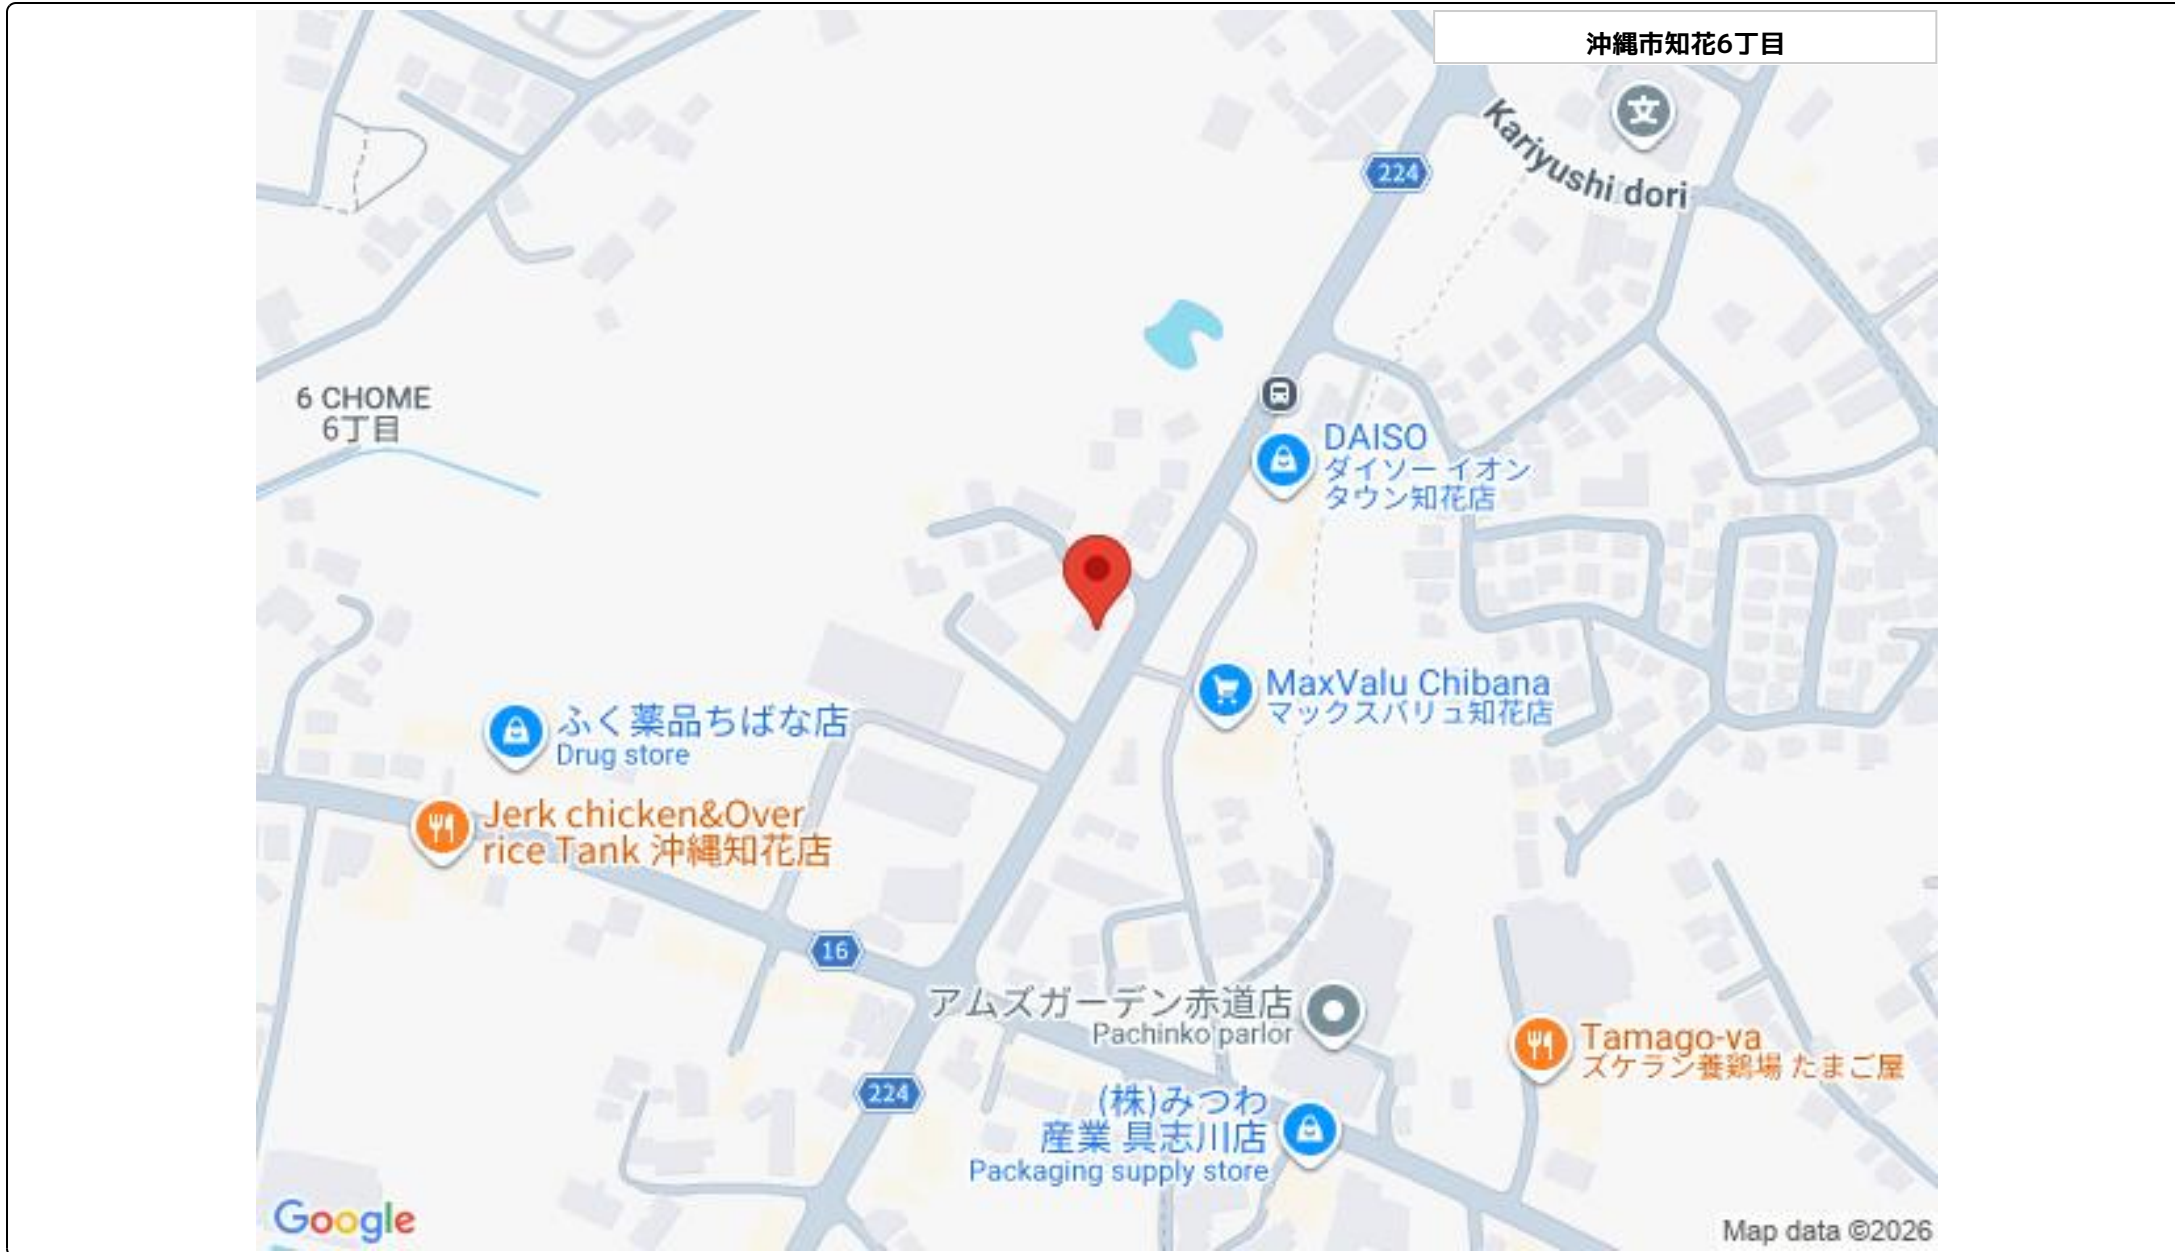 沖縄市知花6丁目
Kariyushi dori
224
6 CHOME
6丁目
DAISO
ダイソー イオン
タウン知花店
MaxValu Chibana
マックスバリュ知花店
ふく薬品ちばな店
Drug store
Jerk chicken&Over
rice Tank 沖縄知花店
16
アムズガーデン赤道店
Pachinko parlor
Tamago-ya
ズケラン養鶏場 たまご屋
224
(株)みつわ
産業 具志川店
Packaging supply store
Google
Map data ©2026
文